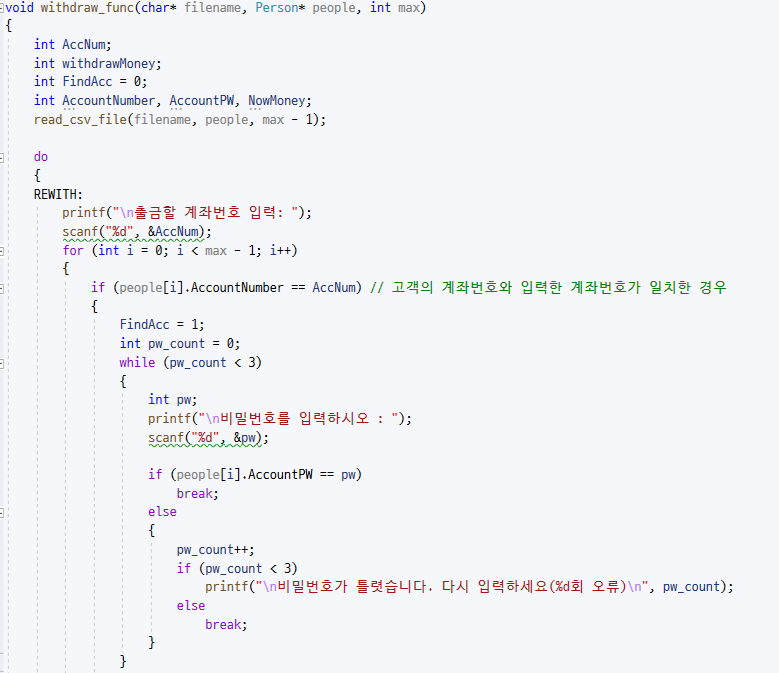 void withdraw_func(char* filename, Person* people, int max)
{
int AccNum;
int withdrawMoney;
int FindAcc = 0;
int AccountNumber, AccountPW, NowMoney;
read_csv_file(filename, people, max - 1);
do
{
REWITH:
printf("\n출금할 계좌번호 입력: ");
scanf("%d", &AccNum);
for (int i = 0; i < max - 1; i++)
{
if (people[i].AccountNumber == AccNum) // 고객의 계좌번호와 입력한 계좌번호가 일치한 경우
{
FindAcc = 1;
int pw_count = 0;
while (pw_count < 3)
{
int pw;
printf("\n비밀번호를 입력하시오 : ");
scanf("%d", &pw);
if (people[i].AccountPW == pw)
break;
else
{
pw_count++;
if (pw_count < 3)
printf("\n비밀번호가 틀렷습니다. 다시 입력하세요(%d회 오류)\n", pw_count);
else
break;
}
}